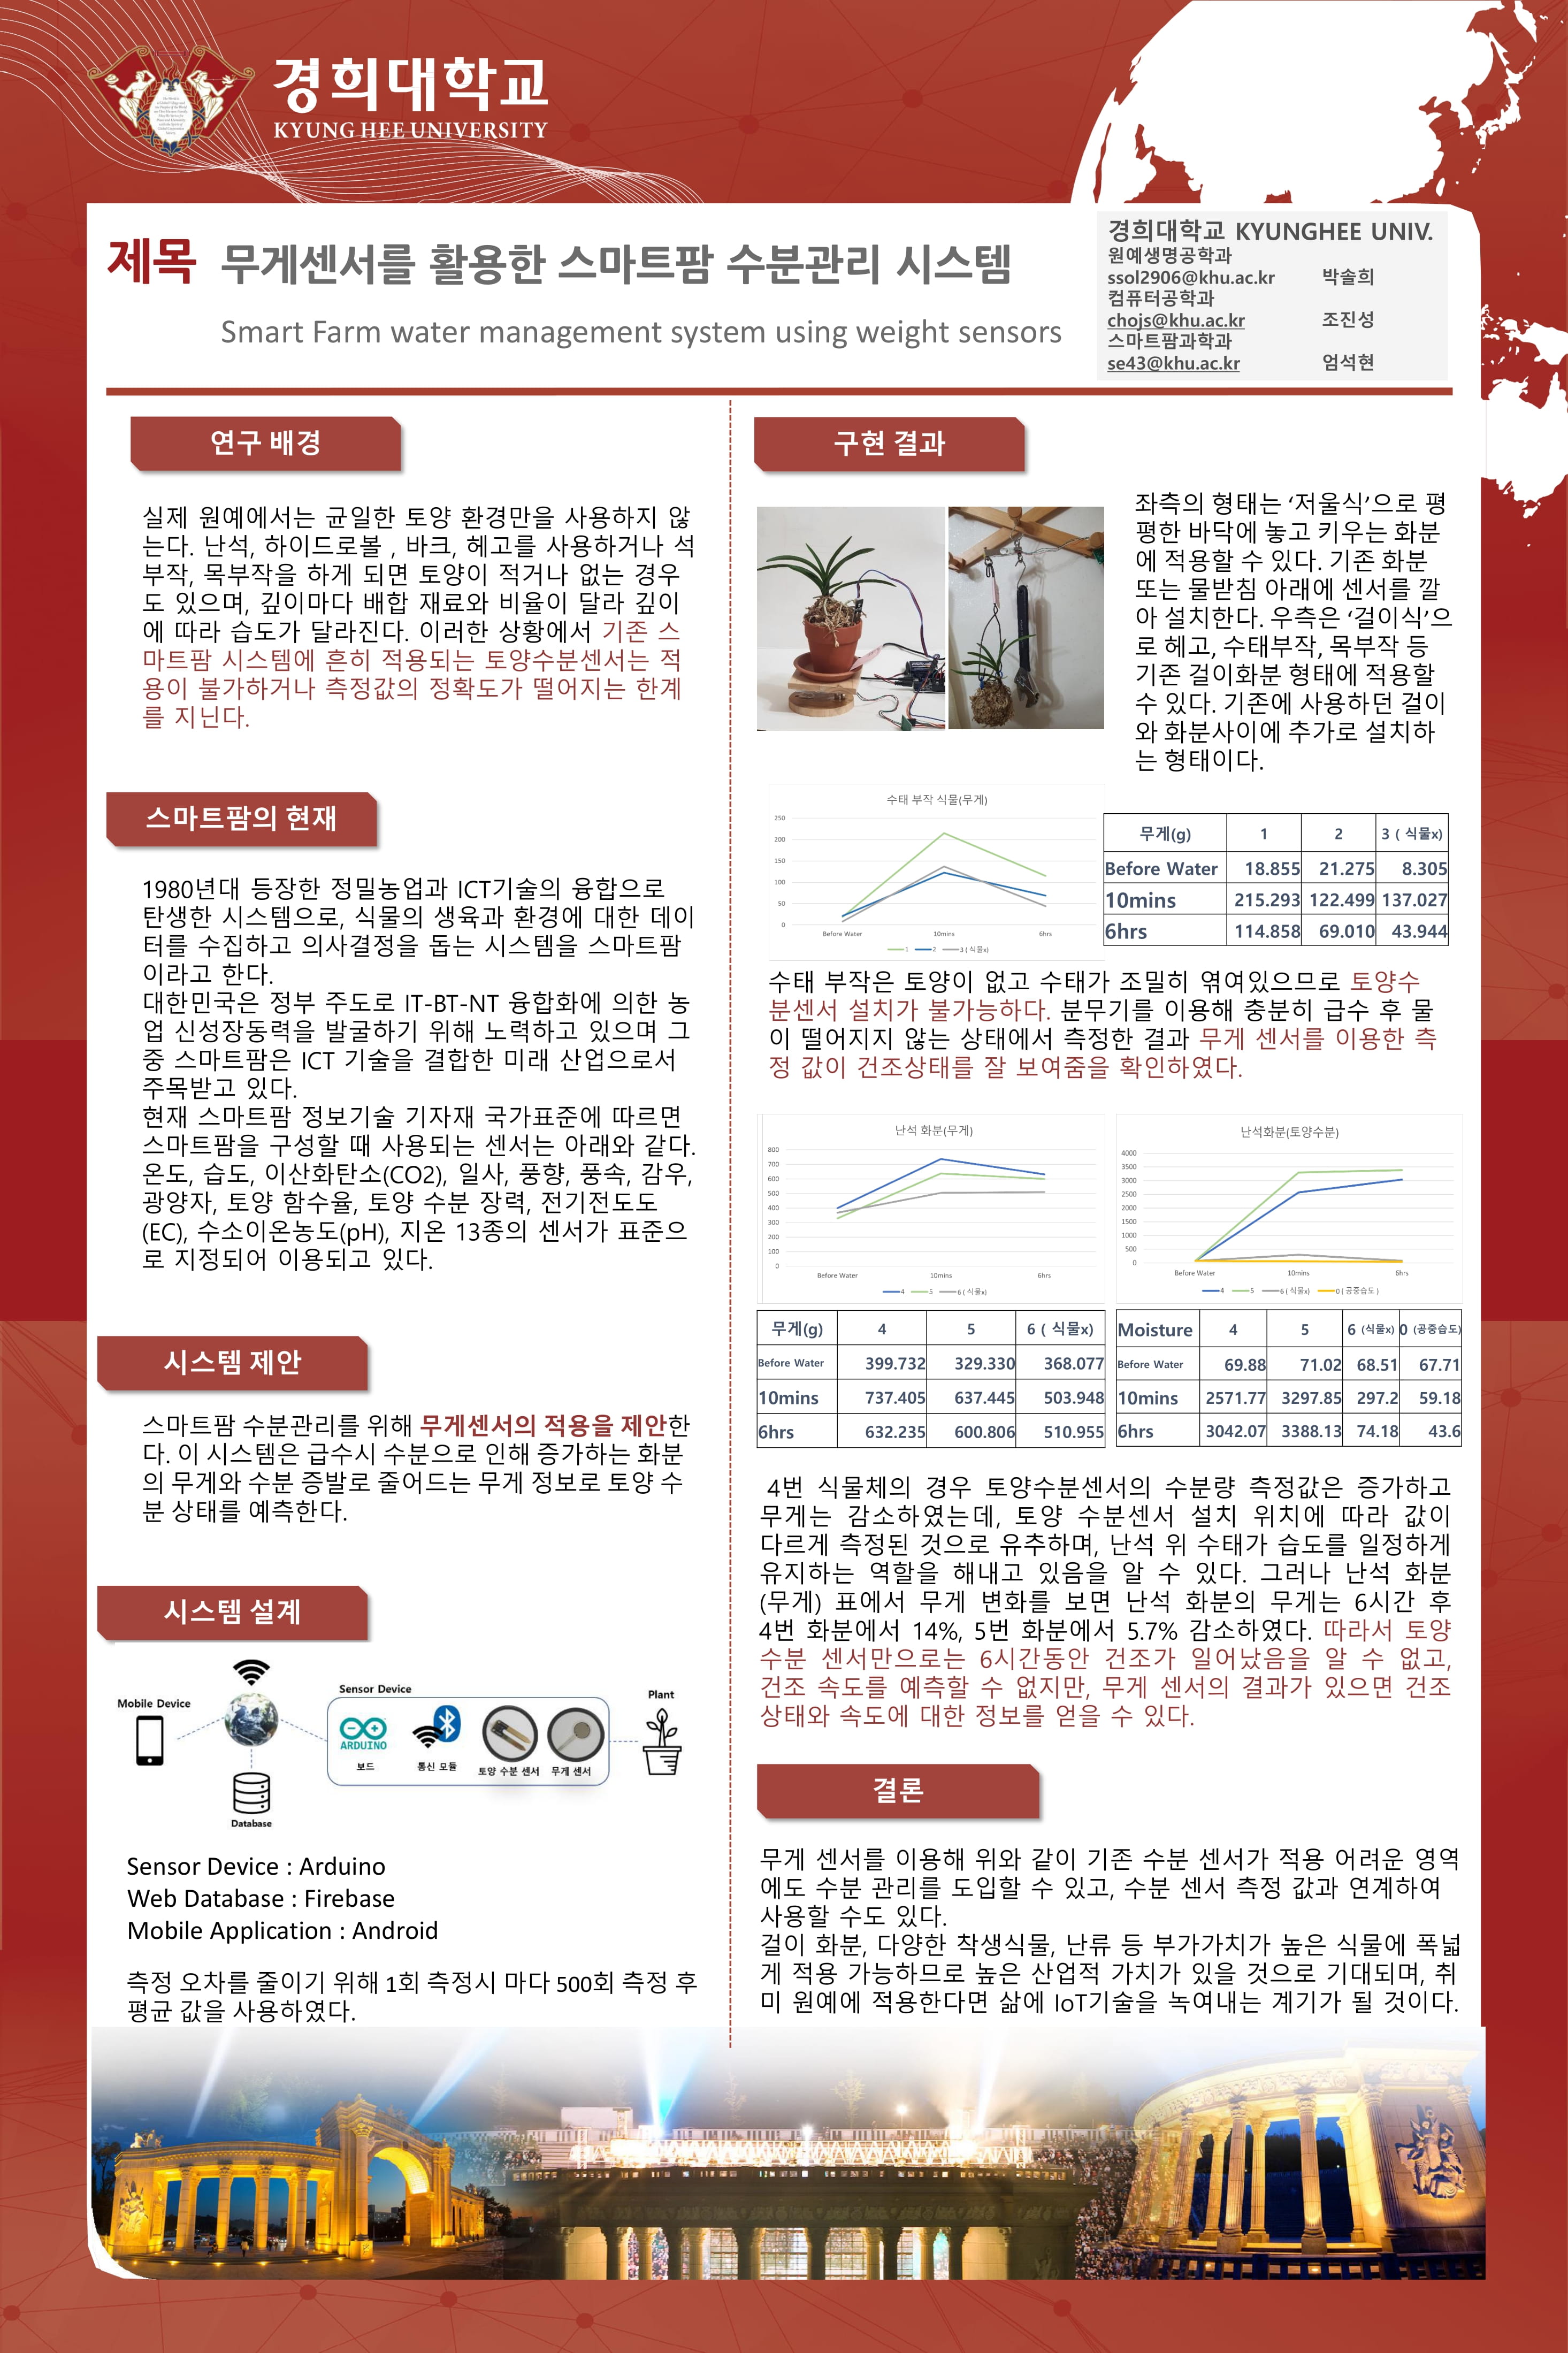 경희대학교
KYUNG HEE UNIVERSITY
제목 무게센서를 활용한 스마트팜 수분관리 시스템
Smart Farm water management system using weight sensors
경희대학교 KYUNGHEE UNIV.
원예생명공학과
ssol2906@khu.ac.kr 박솔희
컴퓨터공학과
chojs@khu.ac.kr 조진성
스마트팜과학과
se43@khu.ac.kr 엄석현
연구 배경
실제 원예에서는 균일한 토양 환경만을 사용하지 않
는다. 난석, 하이드로볼 , 바크, 헤고를 사용하거나 석
부작, 목부작을 하게 되면 토양이 적거나 없는 경우
도 있으며, 깊이마다 배합 재료와 비율이 달라 깊이
에 따라 습도가 달라진다. 이러한 상황에서 기존 스
마트팜 시스템에 흔히 적용되는 토양수분센서는 적
용이 불가하거나 측정값의 정확도가 떨어지는 한계
를 지닌다.
스마트팜의 현재
1980년대 등장한 정밀농업과 ICT기술의 융합으로
탄생한 시스템으로, 식물의 생육과 환경에 대한 데이
터를 수집하고 의사결정을 돕는 시스템을 스마트팜
이라고 한다.
대한민국은 정부 주도로 IT-BT-NT 융합화에 의한 농
업 신성장동력을 발굴하기 위해 노력하고 있으며 그
중 스마트팜은 ICT 기술을 결합한 미래 산업으로서
주목받고 있다.
현재 스마트팜 정보기술 기자재 국가표준에 따르면
스마트팜을 구성할 때 사용되는 센서는 아래와 같다.
온도, 습도, 이산화탄소(CO2), 일사, 풍향, 풍속, 감우,
광양자, 토양 함수율, 토양 수분 장력, 전기전도도
(EC), 수소이온농도(pH), 지온 13종의 센서가 표준으
로 지정되어 이용되고 있다.
시스템 제안
스마트팜 수분관리를 위해 무게센서의 적용을 제안한
다. 이 시스템은 급수시 수분으로 인해 증가하는 화분
의 무게와 수분 증발로 줄어드는 무게 정보로 토양 수
분 상태를 예측한다.
시스템 설계
Mobile Device
Sensor Device
Plant
ARDUINO
보드 통신 모듈 토양 수분 센서 무게 센서
Database
Sensor Device : Arduino
Web Database : Firebase
Mobile Application : Android
측정 오차를 줄이기 위해 1회 측정시 마다 500회 측정 후
평균 값을 사용하였다.
구현 결과
좌측의 형태는 ‘저울식’으로 평
평한 바닥에 놓고 키우는 화분
에 적용할 수 있다. 기존 화분
또는 물받침 아래에 센서를 깔
아 설치한다. 우측은 ‘걸이식’으
로 헤고, 수태부작, 목부작 등
기존 걸이화분 형태에 적용할
수 있다. 기존에 사용하던 걸이
와 화분사이에 추가로 설치하
는 형태이다.
수태 부작 식물(무게)
250
200
150
100
50
0
Before Water 10mins 6hrs
1 2 3 ( 식물x)
무게(g) 1 2 3 ( 식물x)
Before Water 18.855 21.275 8.305
10mins 215.293 122.499 137.027
6hrs 114.858 69.010 43.944
수태 부작은 토양이 없고 수태가 조밀히 엮여있으므로 토양수
분센서 설치가 불가능하다. 분무기를 이용해 충분히 급수 후 물
이 떨어지지 않는 상태에서 측정한 결과 무게 센서를 이용한 측
정 값이 건조상태를 잘 보여줌을 확인하였다.
난석 화분(무게)
800
700
600
500
400
300
200
100
0
Before Water 10mins 6hrs
4 5 6 ( 식물x)
난석화분(토양수분)
4000
3500
3000
2500
2000
1500
1000
500
0
Before Water 10mins 6hrs
4 5 6 ( 식물x) 0 ( 공중습도 )
무게(g) 4 5 6 ( 식물x)
Before Water 399.732 329.330 368.077
10mins 737.405 637.445 503.948
6hrs 632.235 600.806 510.955
Moisture 4 5 6 (식물x) 0 (공중습도)
Before Water 69.88 71.02 68.51 67.71
10mins 2571.77 3297.85 297.2 59.18
6hrs 3042.07 3388.13 74.18 43.6
4번 식물체의 경우 토양수분센서의 수분량 측정값은 증가하고
무게는 감소하였는데, 토양 수분센서 설치 위치에 따라 값이
다르게 측정된 것으로 유추하며, 난석 위 수태가 습도를 일정하게
유지하는 역할을 해내고 있음을 알 수 있다. 그러나 난석 화분
(무게) 표에서 무게 변화를 보면 난석 화분의 무게는 6시간 후
4번 화분에서 14%, 5번 화분에서 5.7% 감소하였다. 따라서 토양
수분 센서만으로는 6시간동안 건조가 일어났음을 알 수 없고,
건조 속도를 예측할 수 없지만, 무게 센서의 결과가 있으면 건조
상태와 속도에 대한 정보를 얻을 수 있다.
결론
무게 센서를 이용해 위와 같이 기존 수분 센서가 적용 어려운 영역
에도 수분 관리를 도입할 수 있고, 수분 센서 측정 값과 연계하여
사용할 수도 있다.
걸이 화분, 다양한 착생식물, 난류 등 부가가치가 높은 식물에 폭넓
게 적용 가능하므로 높은 산업적 가치가 있을 것으로 기대되며, 취
미 원예에 적용한다면 삶에 IoT기술을 녹여내는 계기가 될 것이다.